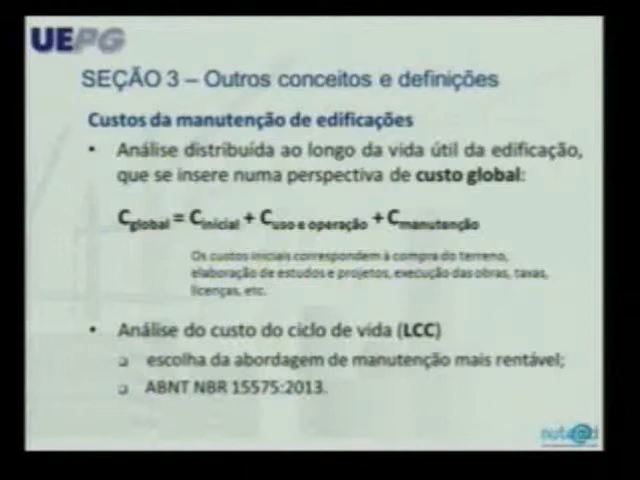 UEPG
SEÇÃO 3 – Outros conceitos e definições
Custos da manutenção de edificações
• Análise distribuída ao longo da vida útil da edificação,
que se insere numa perspectiva de custo global:
Cglobal = Cinicial + Cuso e operação + Cmanutenção
Os custos iniciais correspondem à compra do terreno,
elaboração de estudos e projetos, execução das obras, taxas,
licenças, etc.
• Análise do custo do ciclo de vida (LCC)
❑ escolha da abordagem de manutenção mais rentável;
❑ ABNT NBR 15575:2013.
nute@d